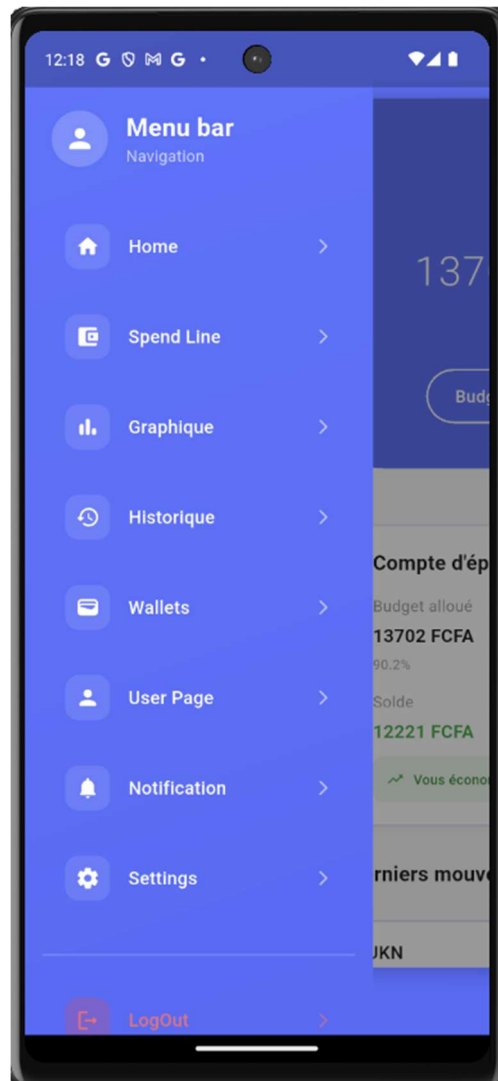 12:18 G G
Menu bar
Navigation
Home
Spend Line
Graphique
Historique
Wallets
User Page
Notification
Settings
LogOut
137
Budg
Compte d'ép
Budget alloué
13702 FCFA
90.2%
Solde
12221 FCFA
Vous écono
rniers mouve
JKN